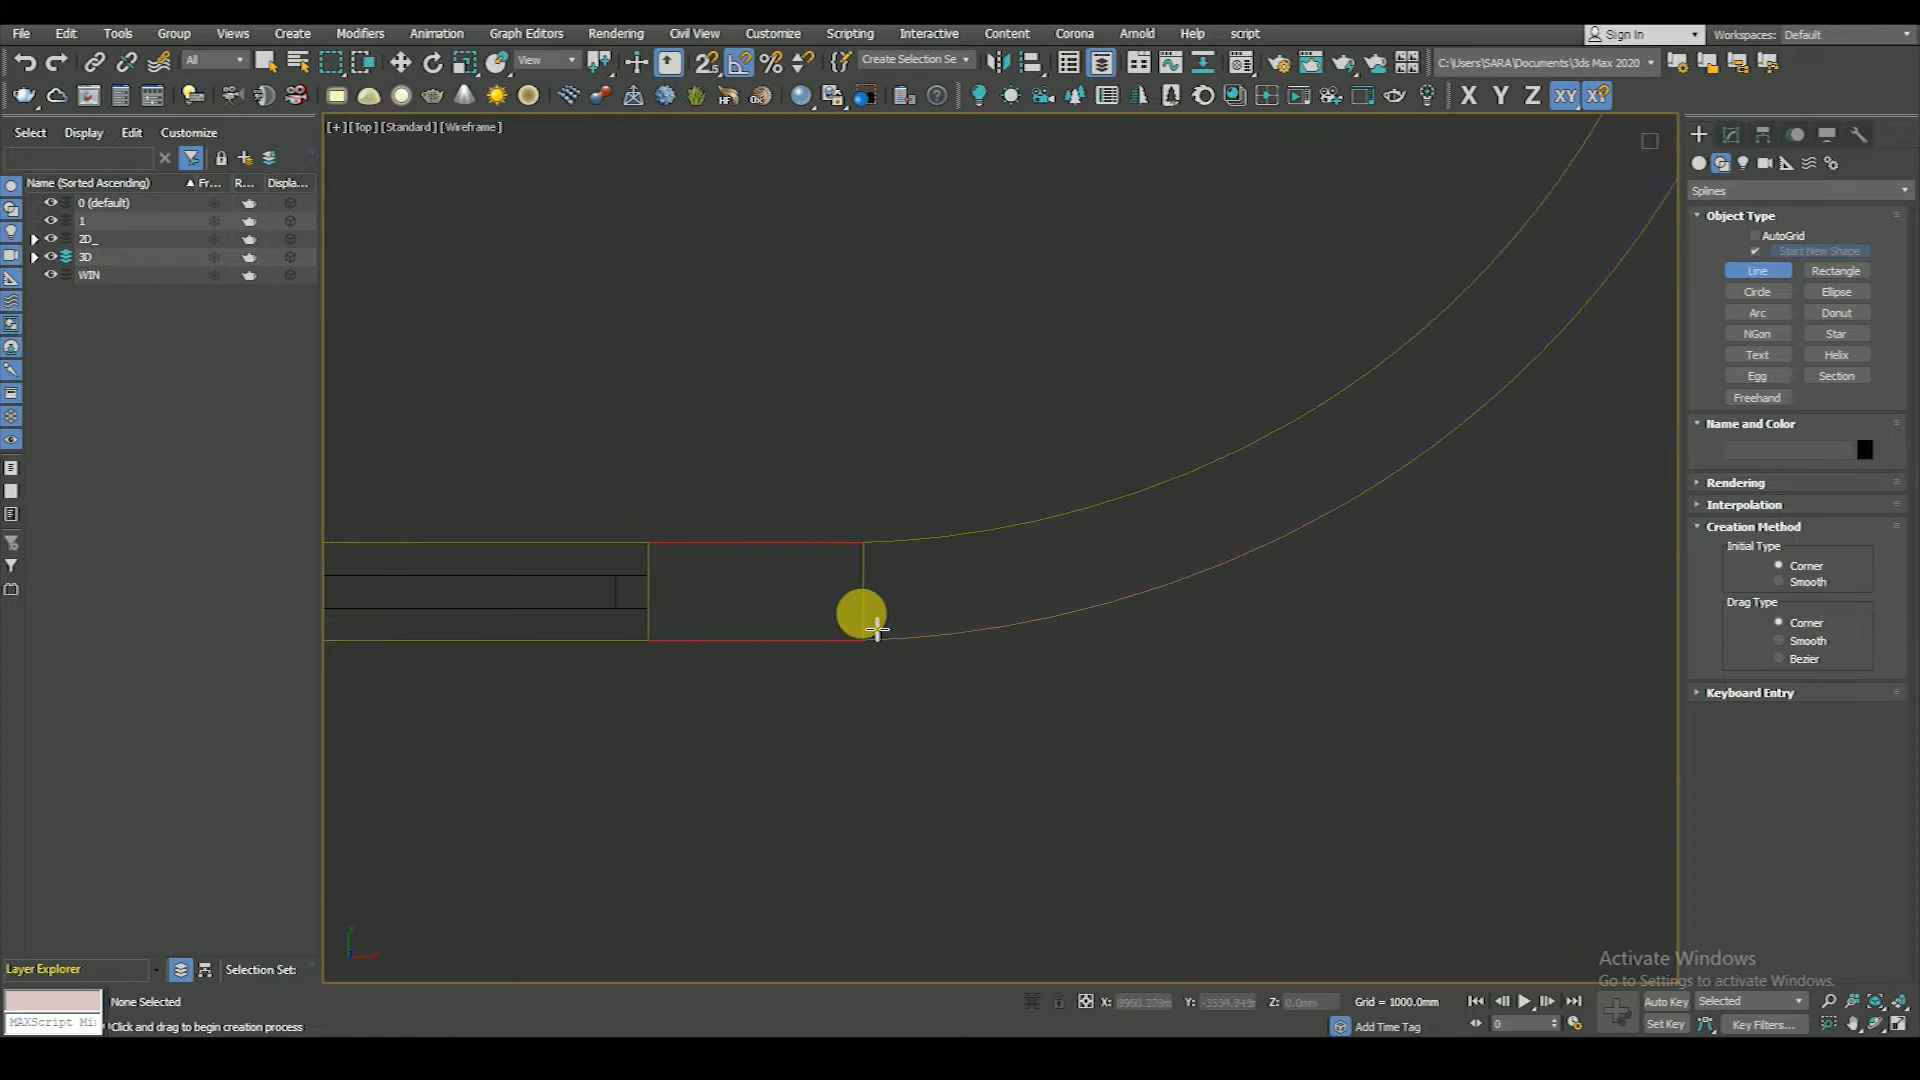 File Edit Tools Group Views Create Modifiers Animation Graph Editors Rendering Civil View Customize Scripting Interactive Content Corona Arnold Help script Sign In Workspaces: Default
All View Create Selection Se C:\Users\SARA\Documents\3ds Max 2020
X Y Z XY XY
Select Display Edit Customize
[+] [Top] [Standard] [Wireframe]
Name (Sorted Ascending) Fr... R... Displa...
0 (default)
1
2D_
3D
WIN
Splines
Object Type
AutoGrid
Start New Shape
Line Rectangle
Circle Ellipse
Arc Donut
NGon Star
Text Helix
Egg Section
Freehand
Name and Color
Rendering
Interpolation
Creation Method
Initial Type
Corner
Smooth
Drag Type
Corner
Smooth
Bezier
Keyboard Entry
Activate Windows
Go to Settings to activate Windows.
Layer Explorer Selection Set:
None Selected X: Y: Z: 0.0mm Grid = 1000.0mm Auto Key Selected
MAXScript Mi Click and drag to begin creation process Add Time Tag 0 Set Key Key Filters...